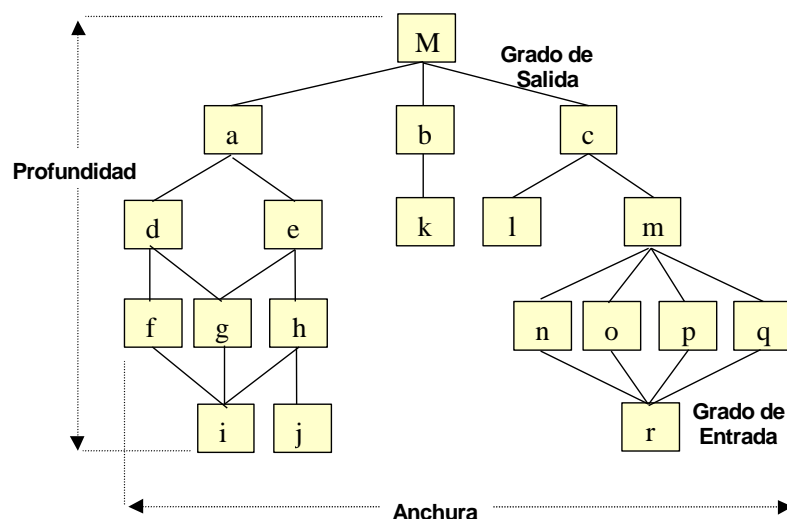 M
Grado de
Salida
a
b
c
Profundidad
d
e
k
l
m
f
g
h
n
o
p
q
i
j
r
Grado de
Entrada
Anchura